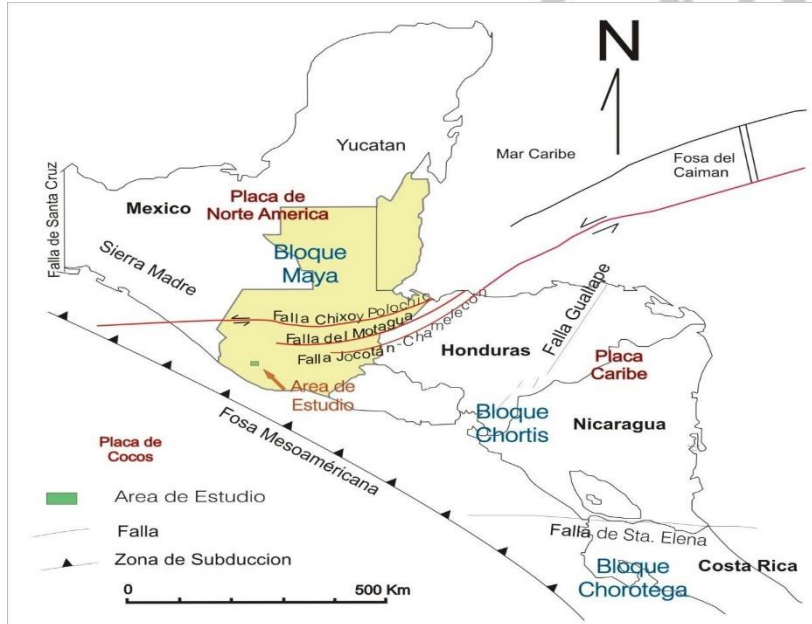 N
Yucatan
Mar Caribe
Fosa del
Caiman
Falla de Santa Cruz
Mexico
Placa de
Norte America
Bloque
Maya
Sierra Madre
Falla Chixoy Polochic
Falla del Motagua
Falla Jocotán-Chamelecón
Falla Guallape
Honduras
Placa
Caribe
Area de
Estudio
Bloque
Chortis
Nicaragua
Fosa Mesoaméricana
Placa de
Cocos
Area de Estudio
Falla
Zona de Subduccion
Falla de Sta. Elena
Bloque
Chorotega
Costa Rica
0
500 Km